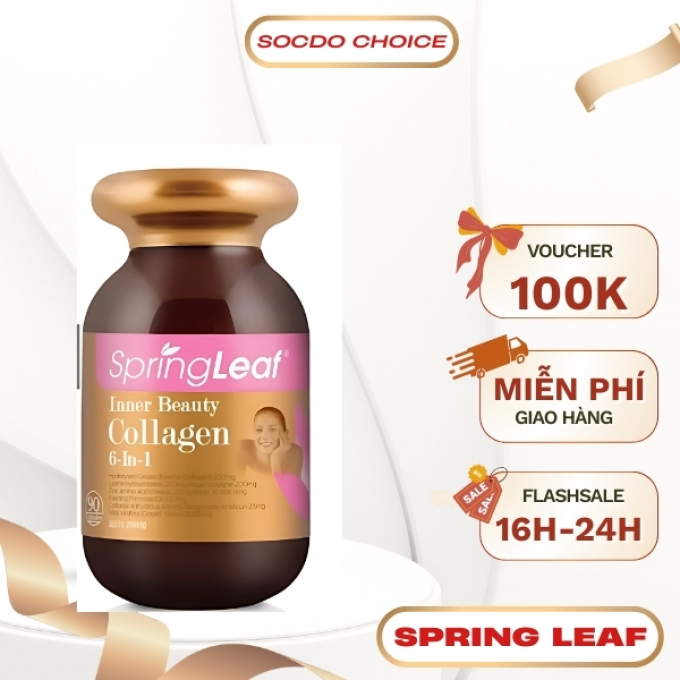 SOCDO CHOICE
SpringLeaf®
Inner Beauty
Collagen
6-In-1
90
VOUCHER
100K
MIỄN PHÍ
GIAO HÀNG
FLASHSALE
16H-24H
SALE
SPRING LEAF